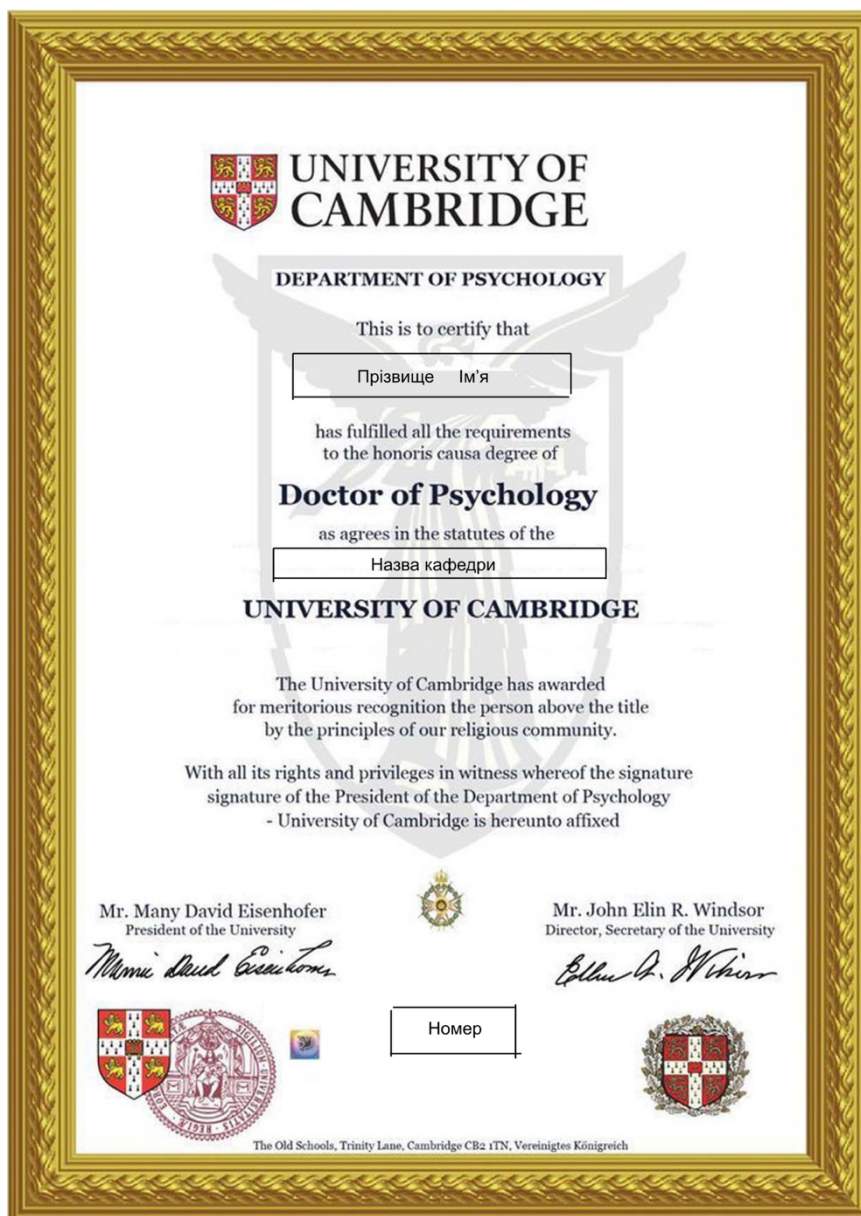 UNIVERSITY OF
CAMBRIDGE
DEPARTMENT OF PSYCHOLOGY
This is to certify that
Прізвище Ім’я
has fulfilled all the requirements
to the honoris causa degree of
Doctor of Psychology
as agrees in the statutes of the
Назва кафедри
UNIVERSITY OF CAMBRIDGE
The University of Cambridge has awarded
for meritorious recognition the person above the title
by the principles of our religious community.
With all its rights and privileges in witness whereof the signature
signature of the President of the Department of Psychology
- University of Cambridge is hereunto affixed
Mr. Many David Eisenhofer
President of the University
Mr. John Elin R. Windsor
Director, Secretary of the University
Номер
The Old Schools, Trinity Lane, Cambridge CB2 1TN, Vereinigtes Königreich